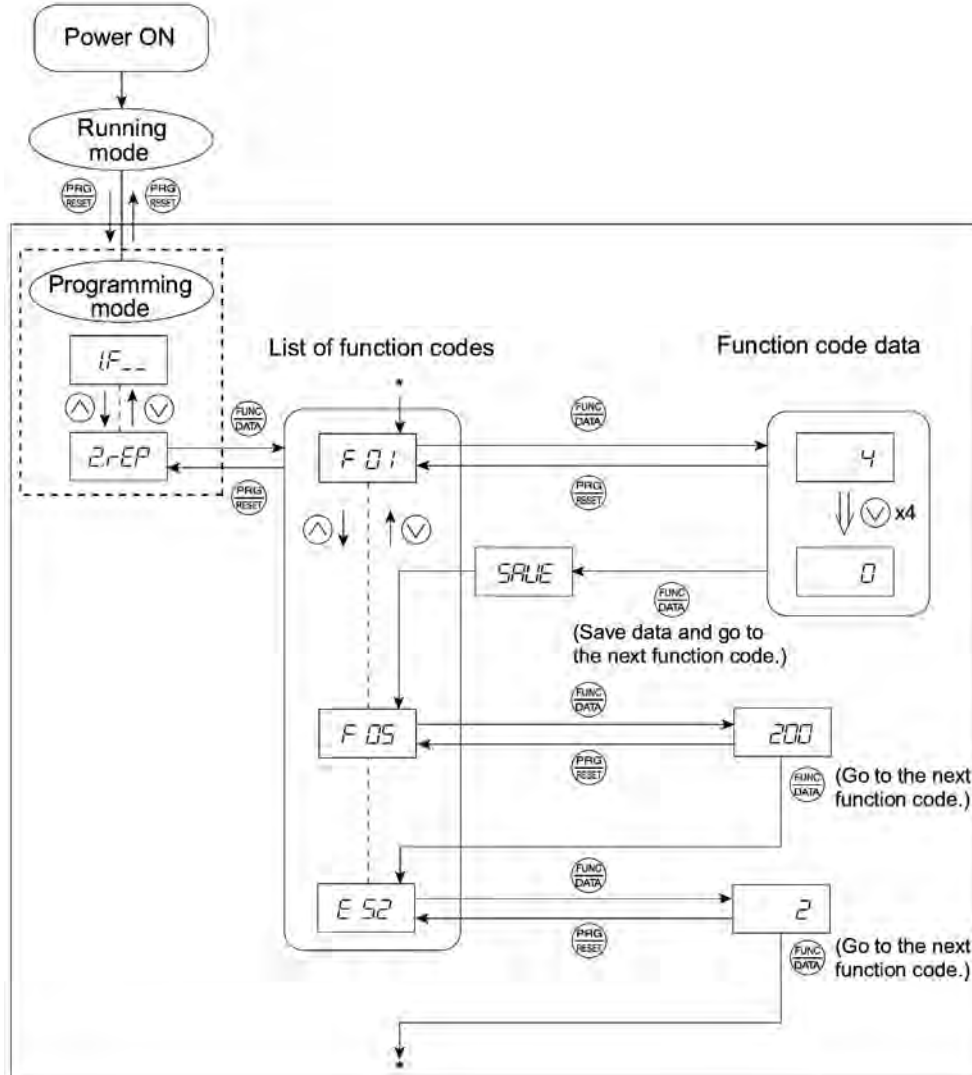 Power ON
Running
mode
PRG
RESET
PRG
RESET
Programming
mode
1.F__
2.rEP
FUNC
DATA
PRG
RESET
List of function codes
Function code data
*
F 01
FUNC
DATA
PRG
RESET
4
x4
0
SAVE
FUNC
DATA
(Save data and go to
the next function code.)
F 05
FUNC
DATA
PRG
RESET
200
FUNC
DATA
(Go to the next
function code.)
E 52
FUNC
DATA
PRG
RESET
2
FUNC
DATA
(Go to the next
function code.)
*